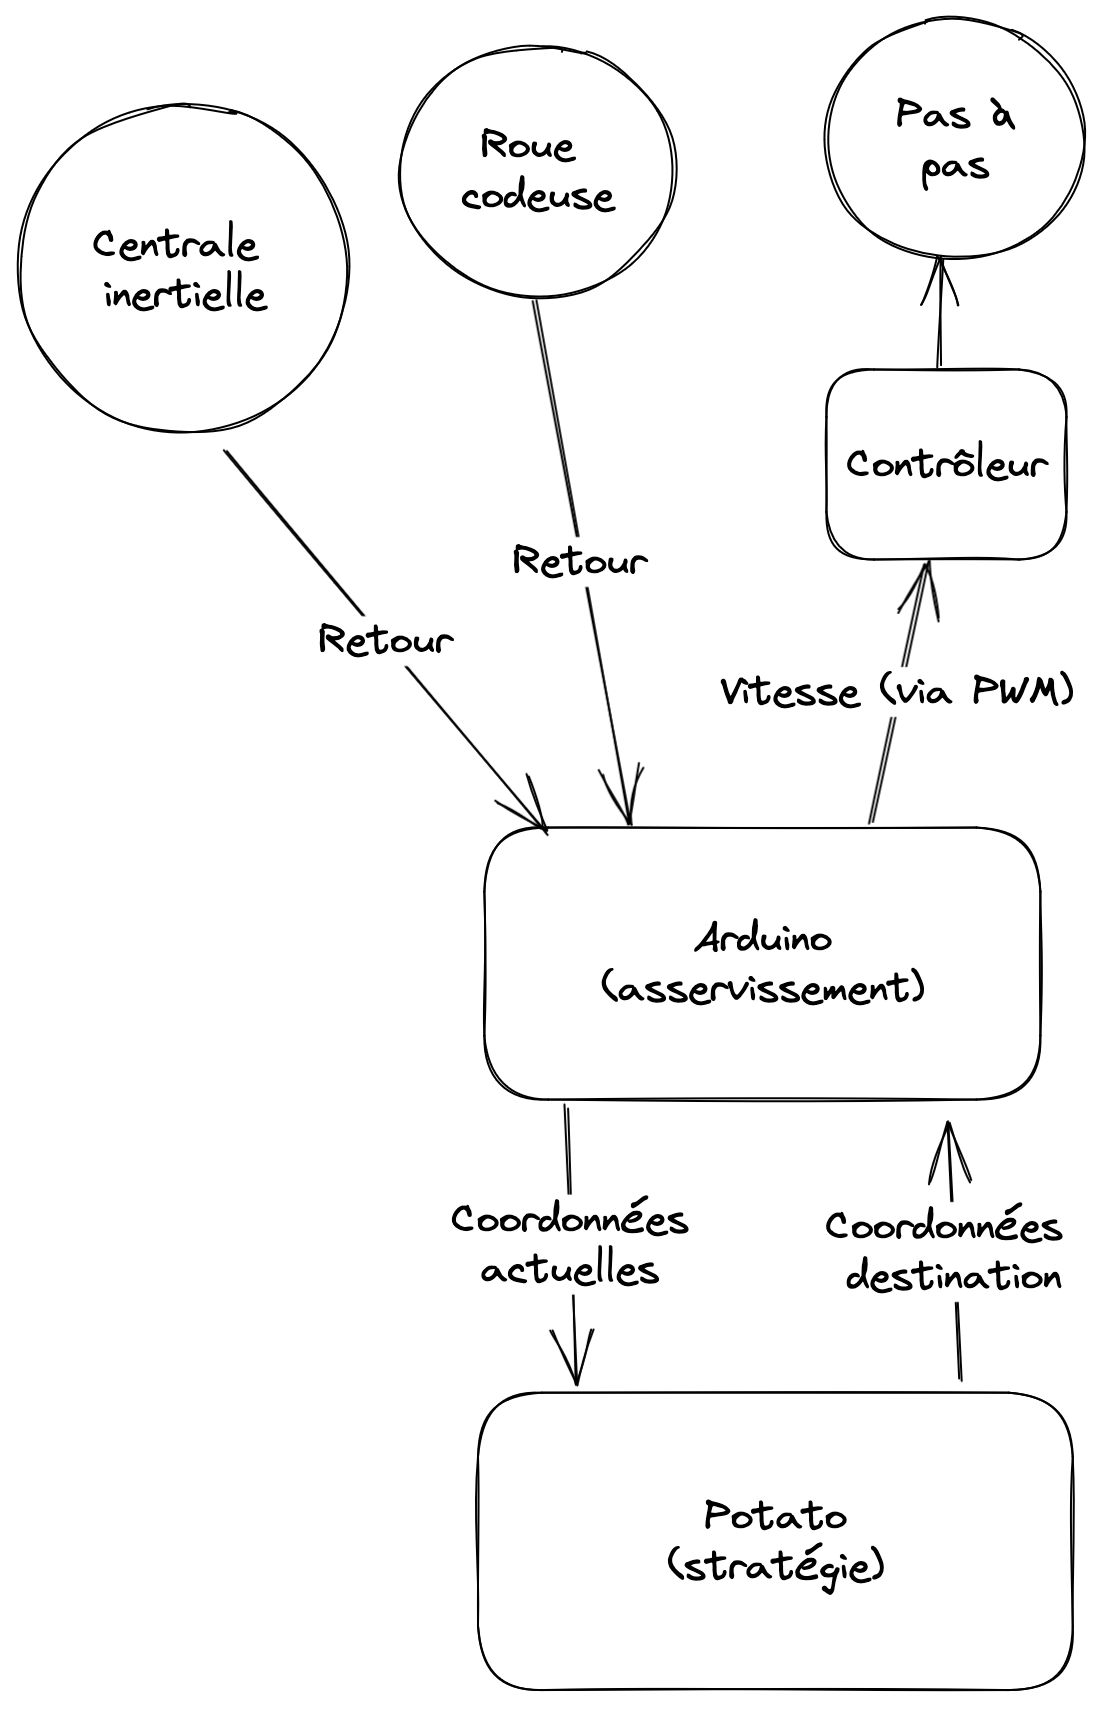 Pas à
pas
Roue
codeuse
Centrale
inertielle
Contrôleur
Retour
Retour
Vitesse (via PWM)
Arduino
(asservissement)
Coordonnées
actuelles
Coordonnées
destination
Potato
(stratégie)